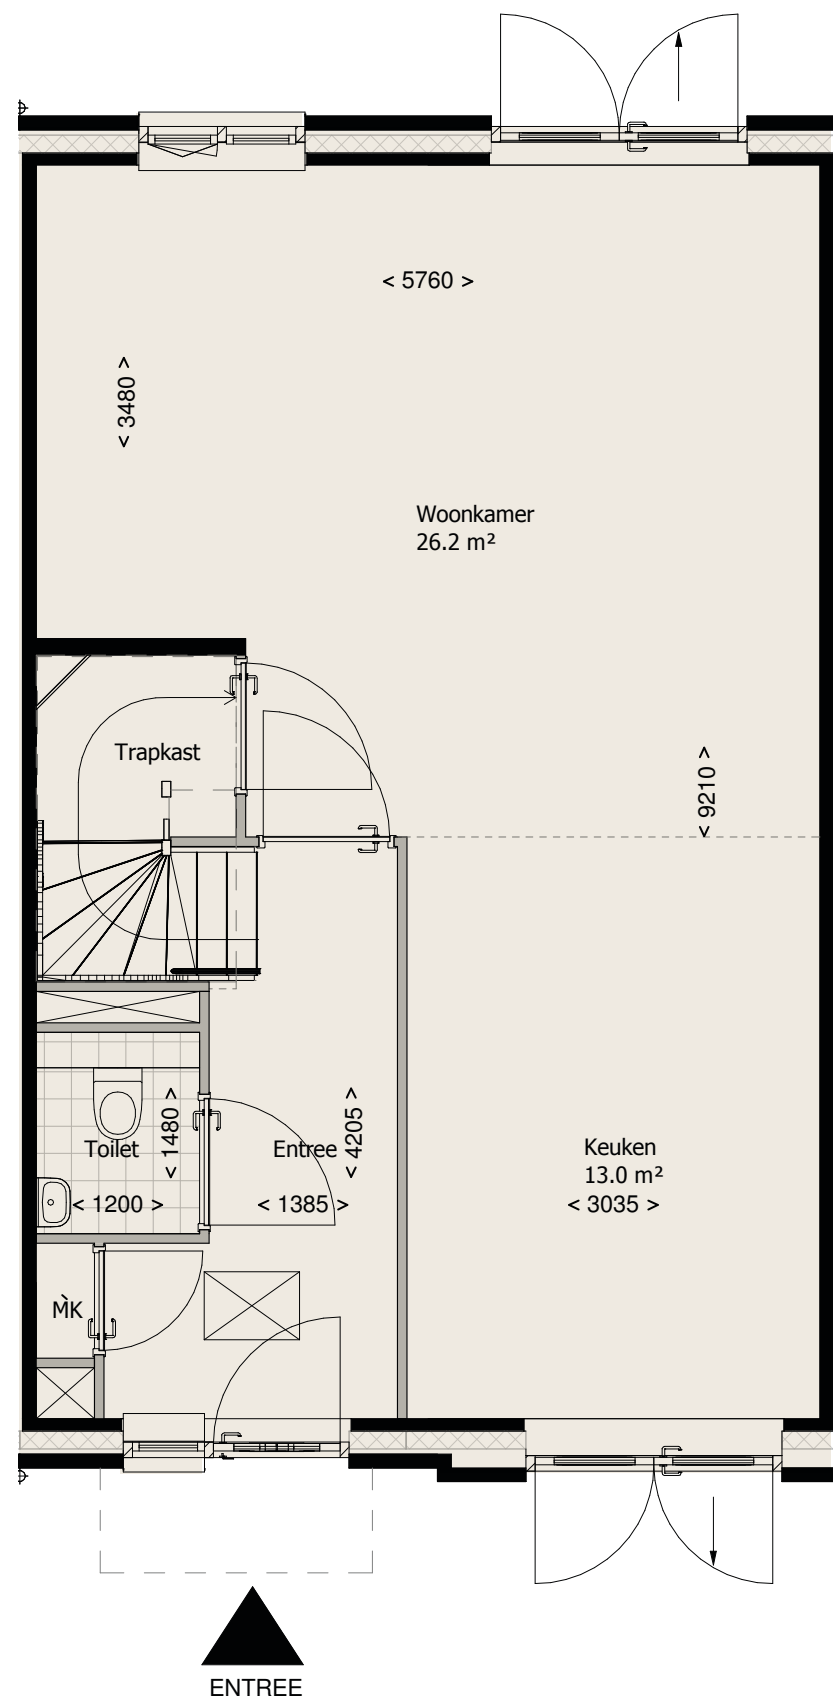 < 5760 >
< 3480 >
Woonkamer
26.2 m²
Trapkast
< 9210 >
< 1480 >
< 4205 >
Toilet
Entree
Keuken
13.0 m²
< 1200 >
< 1385 >
< 3035 >
MK
ENTREE